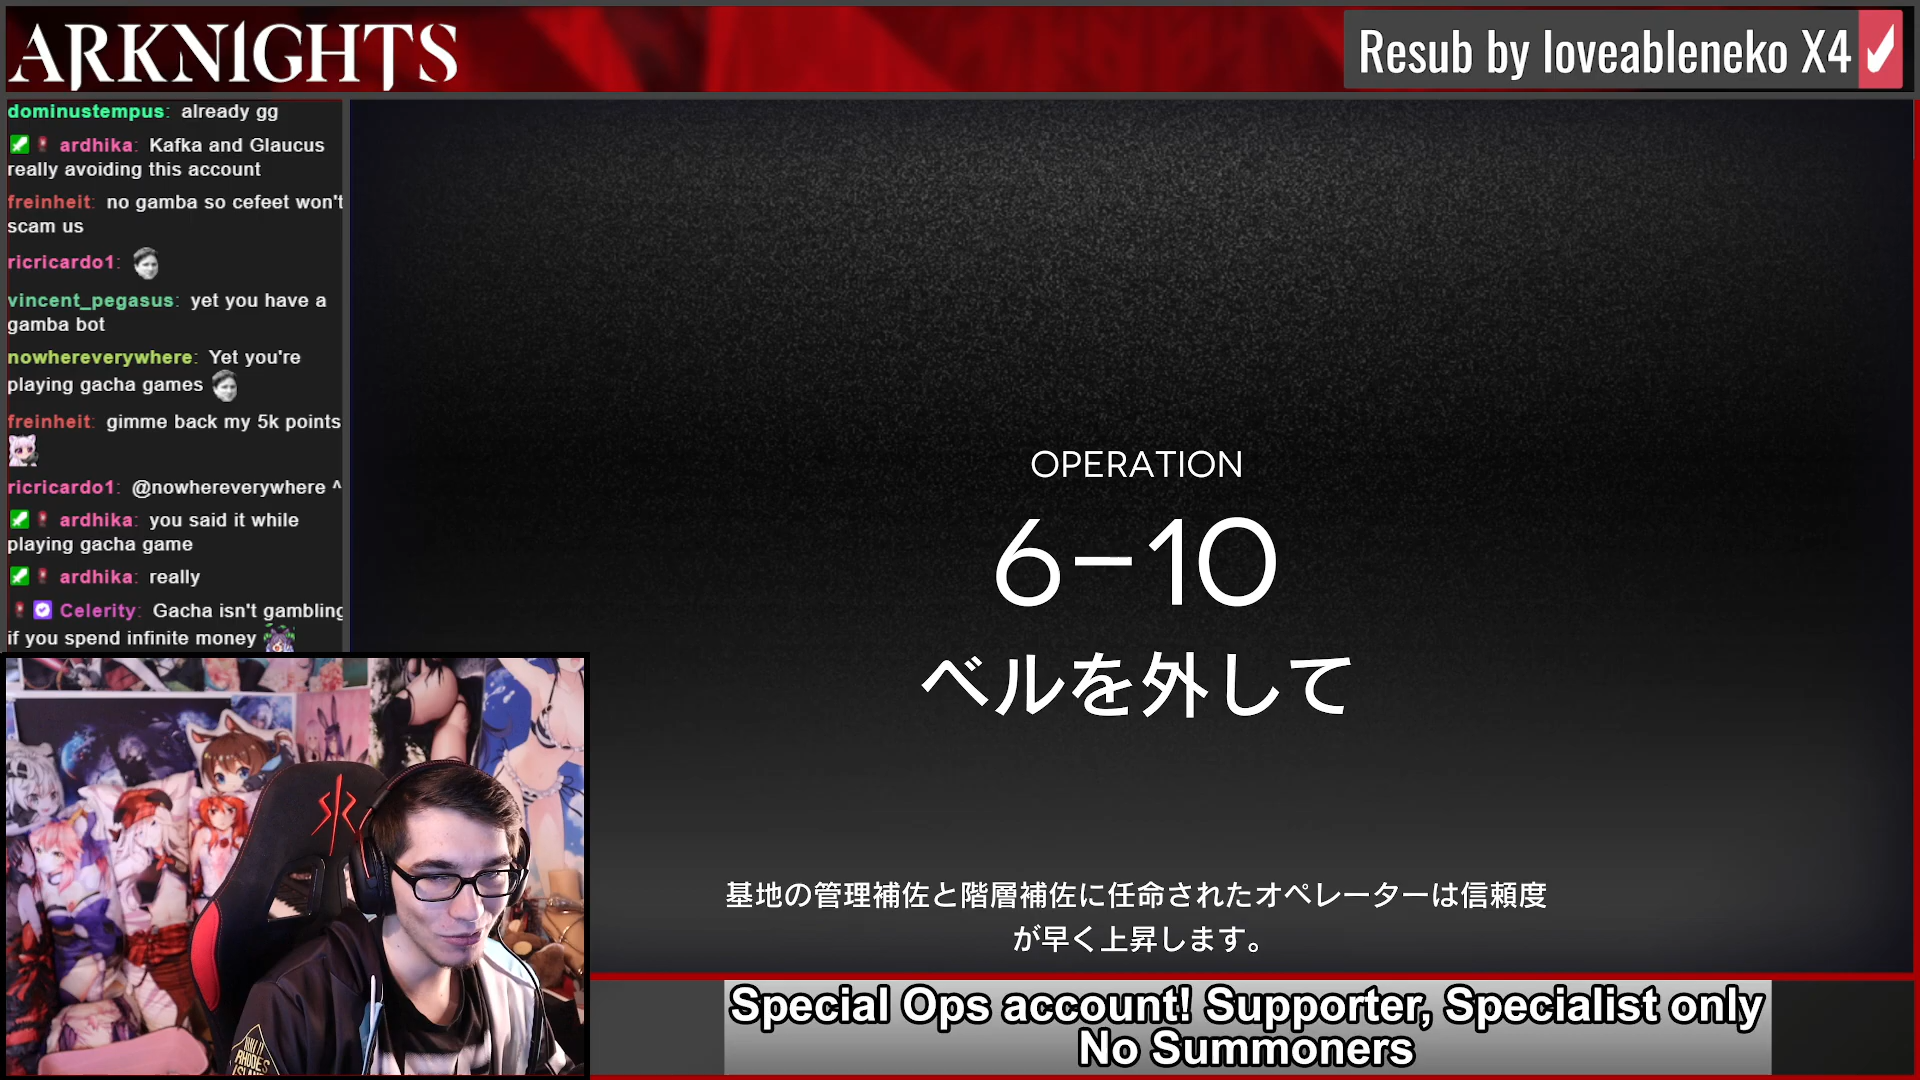 ARKNIGHTS
Resub by loveableneko X4
dominustempus: already gg
ardhika: Kafka and Glaucus
really avoiding this account
freinheit: no gamba so cefeet won't
scam us
ricricardo1:
vincent_pegasus: yet you have a
gamba bot
nowhereverywhere: Yet you're
playing gacha games
freinheit: gimme back my 5k points
ricricardo1: @nowhereverywhere ^
ardhika: you said it while
playing gacha game
ardhika: really
Celerity: Gacha isn't gambling
if you spend infinite money
OPERATION
6-10
ベルを外して
基地の管理補佐と階層補佐に任命されたオペレーターは信頼度
が早く上昇します。
RHODES
Special Ops account! Supporter, Specialist only
No Summoners